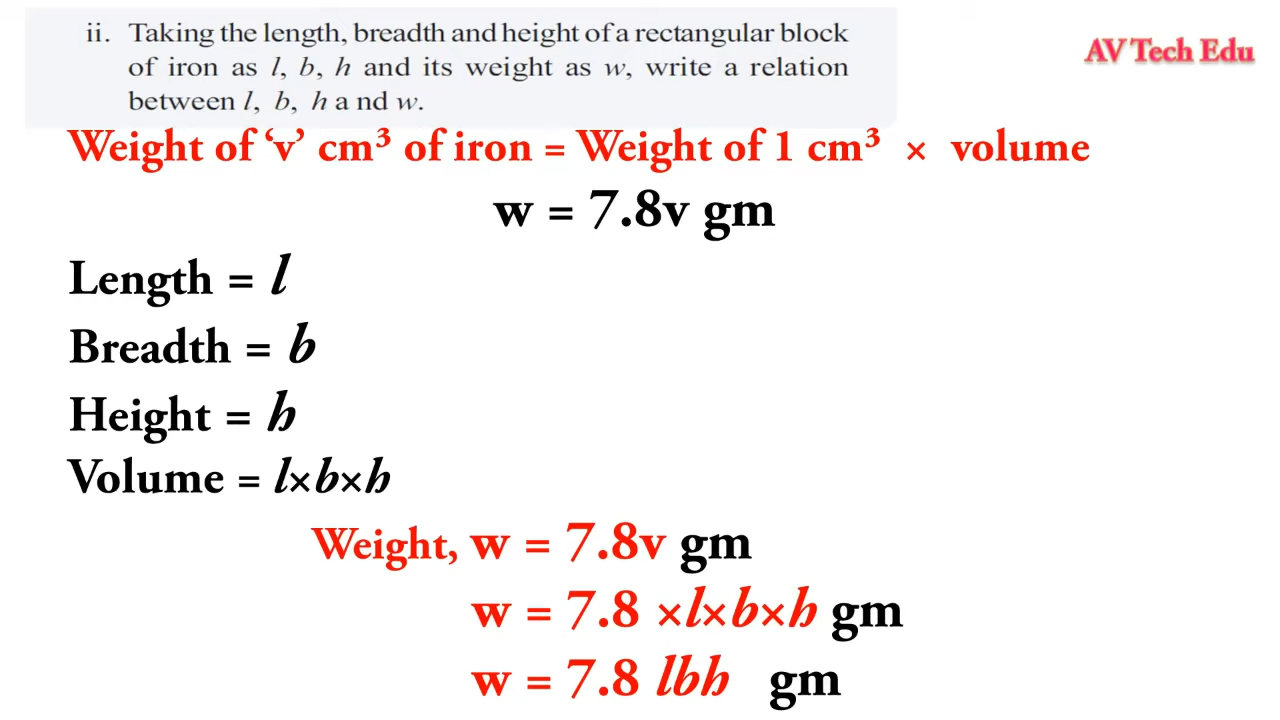 ii. Taking the length, breadth and height of a rectangular block
of iron as l, b, h and its weight as w, write a relation
between l, b, h a nd w.
AV Tech Edu
Weight of ‘v’ cm³ of iron = Weight of 1 cm³ × volume
w = 7.8v gm
Length = l
Breadth = b
Height = h
Volume = l×b×h
Weight, w = 7.8v gm
w = 7.8 ×l×b×h gm
w = 7.8 lbh gm